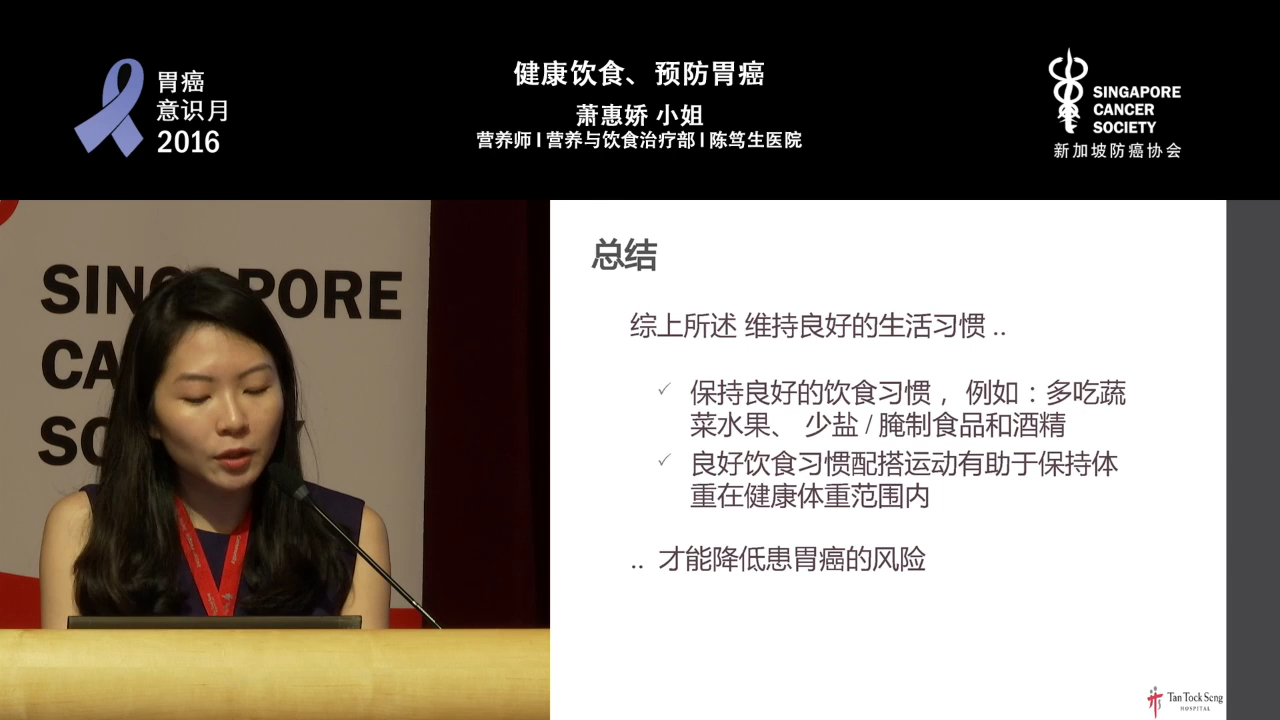 胃癌
意识月
2016
健康饮食、预防胃癌
萧惠娇 小姐
营养师 I 营养与饮食治疗部 I 陈笃生医院
SINGAPORE
CANCER
SOCIETY
新加坡防癌协会
总结
综上所述 维持良好的生活习惯 ..
✓ 保持良好的饮食习惯 ， 例如 ：多吃蔬
菜水果、 少盐 / 腌制食品和酒精
✓ 良好饮食习惯配搭运动有助于保持体
重在健康体重范围内
.. 才能降低患胃癌的风险
Tan Tock Seng
HOSPITAL